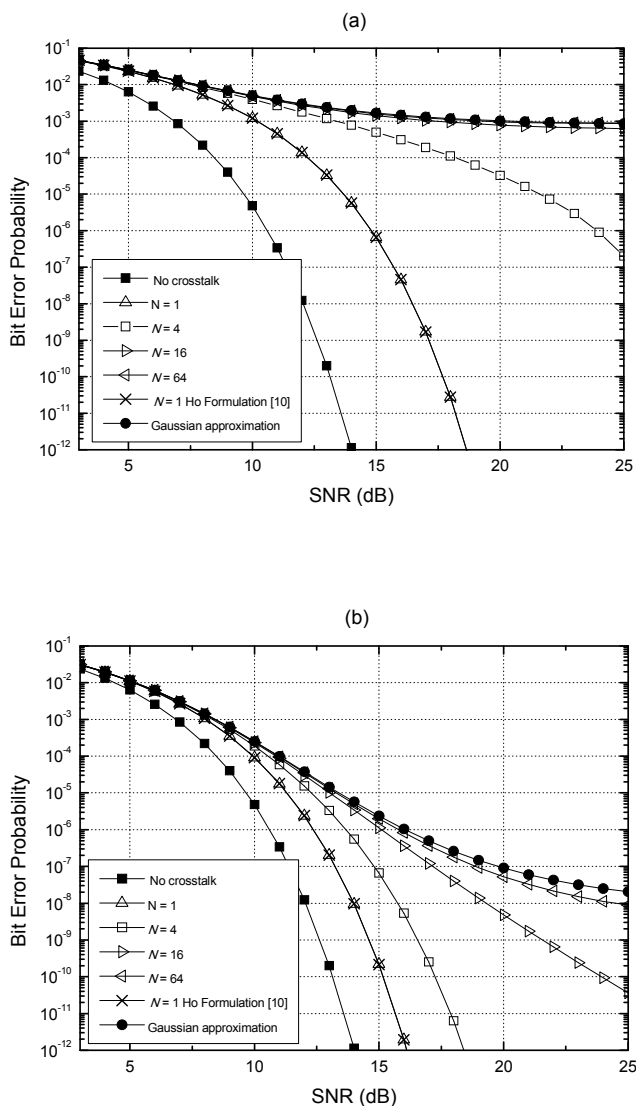 (a)
10^-1
10^-2
10^-3
10^-4
10^-5
10^-6
10^-7
10^-8
10^-9
10^-10
10^-11
10^-12
Bit Error Probability
No crosstalk
N = 1
N = 4
N = 16
N = 64
N = 1 Ho Formulation [10]
Gaussian approximation
5 10 15 20 25
SNR (dB)
(b)
10^-1
10^-2
10^-3
10^-4
10^-5
10^-6
10^-7
10^-8
10^-9
10^-10
10^-11
10^-12
Bit Error Probability
No crosstalk
N = 1
N = 4
N = 16
N = 64
N = 1 Ho Formulation [10]
Gaussian approximation
5 10 15 20 25
SNR (dB)